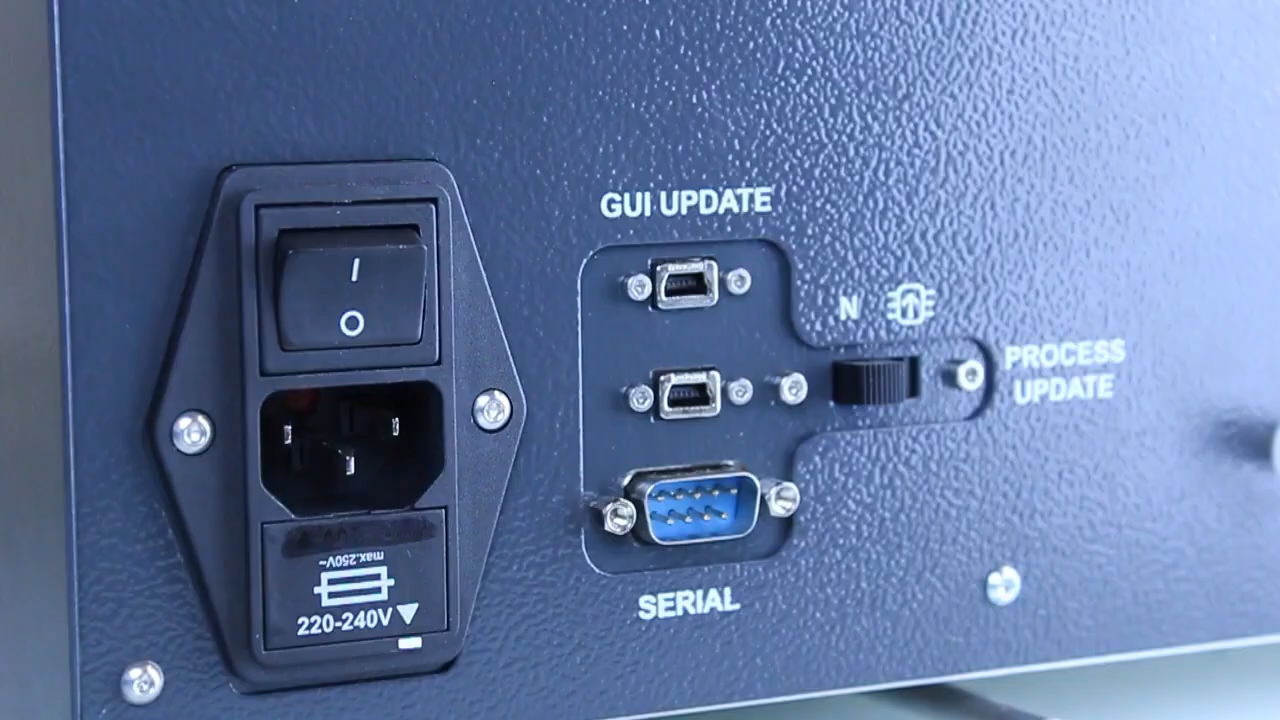 GUI UPDATE
I
O
N
PROCESS
UPDATE
max.250V~
220-240V
SERIAL